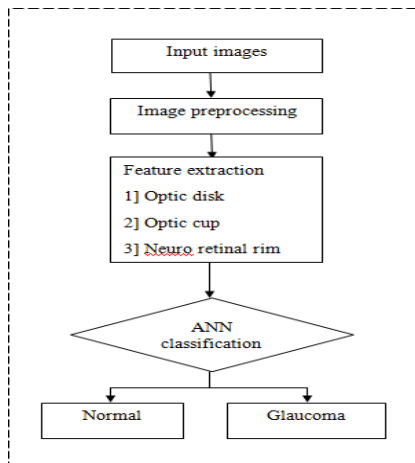 Input images
Image preprocessing
Feature extraction
1] Optic disk
2] Optic cup
3] Neuro retinal rim
ANN
classification
Normal
Glaucoma